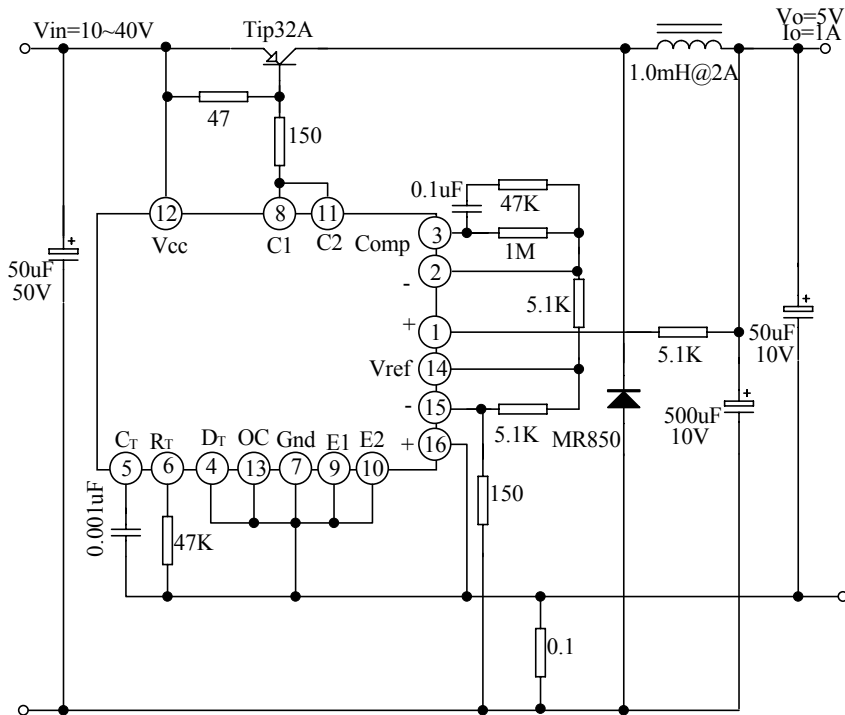 Vin=10~40V
Tip32A
Vo=5V
Io=1A
1.0mH@2A
47
150
0.1uF
47K
12
8
11
3
1M
Vcc
C1
C2
Comp
2
-
50uF
50V
+
5.1K
+
1
5.1K
+
50uF
10V
Vref
14
-
15
5.1K
+
500uF
10V
MR850
+
16
CT
RT
DT
OC
Gnd
E1
E2
5
6
4
13
7
9
10
0.001uF
47K
150
0.1